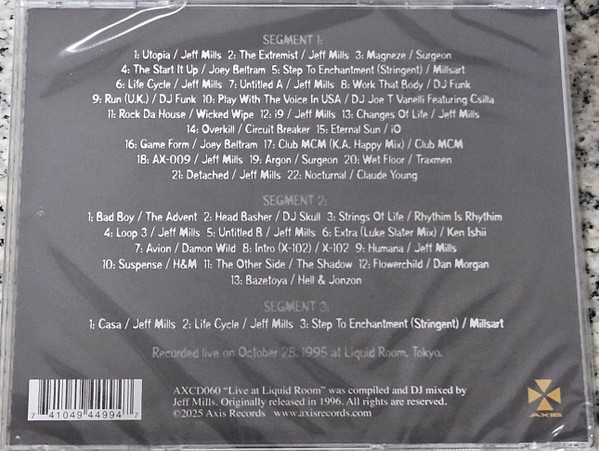 SEGMENT 1:
1: Utopia / Jeff Mills 2: The Extremist / Jeff Mills 3: Magneze / Surgeon
4: The Start It Up / Joey Beltram 5: Step To Enchantment (Stringent) / Millsart
6: Life Cycle / Jeff Mills 7: Untitled A / Jeff Mills 8: Work That Body / DJ Funk
9: Run (U.K.) / DJ Funk 10: Play With The Voice In USA / DJ Joe T Vanelli Featuring Csilla
11: Rock Da House / Wicked Wipe 12: i9 / Jeff Mills 13: Changes Of Life / Jeff Mills
14: Overkill / Circuit Breaker 15: Eternal Sun / iO
16: Game Form / Joey Beltram 17: Club MCM (K.A. Happy Mix) / Club MCM
18: AX-009 / Jeff Mills 19: Argon / Surgeon 20: Wet Floor / Traxmen
21: Detached / Jeff Mills 22: Nocturnal / Claude Young
SEGMENT 2:
1: Bad Boy / The Advent 2: Head Basher / DJ Skull 3: Strings Of Life / Rhythim Is Rhythim
4: Loop 3 / Jeff Mills 5: Untitled B / Jeff Mills 6: Extra (Luke Slater Mix) / Ken Ishii
7: Avion / Damon Wild 8: Intro (X-102) / X-102 9: Humana / Jeff Mills
10: Suspense / H&M 11: The Other Side / The Shadow 12: Flowerchild / Dan Morgan
13: Bazetoya / Hell & Jonzon
SEGMENT 3:
1: Casa / Jeff Mills 2: Life Cycle / Jeff Mills 3: Step To Enchantment (Stringent) / Millsart
Recorded live on October 28, 1995 at Liquid Room, Tokyo.
AXCD060 "Live at Liquid Room" was compiled and DJ mixed by
Jeff Mills. Originally released in 1996. All rights are reserved.
©2025 Axis Records www.axisrecords.com
7 41049 44994 7
AXIS